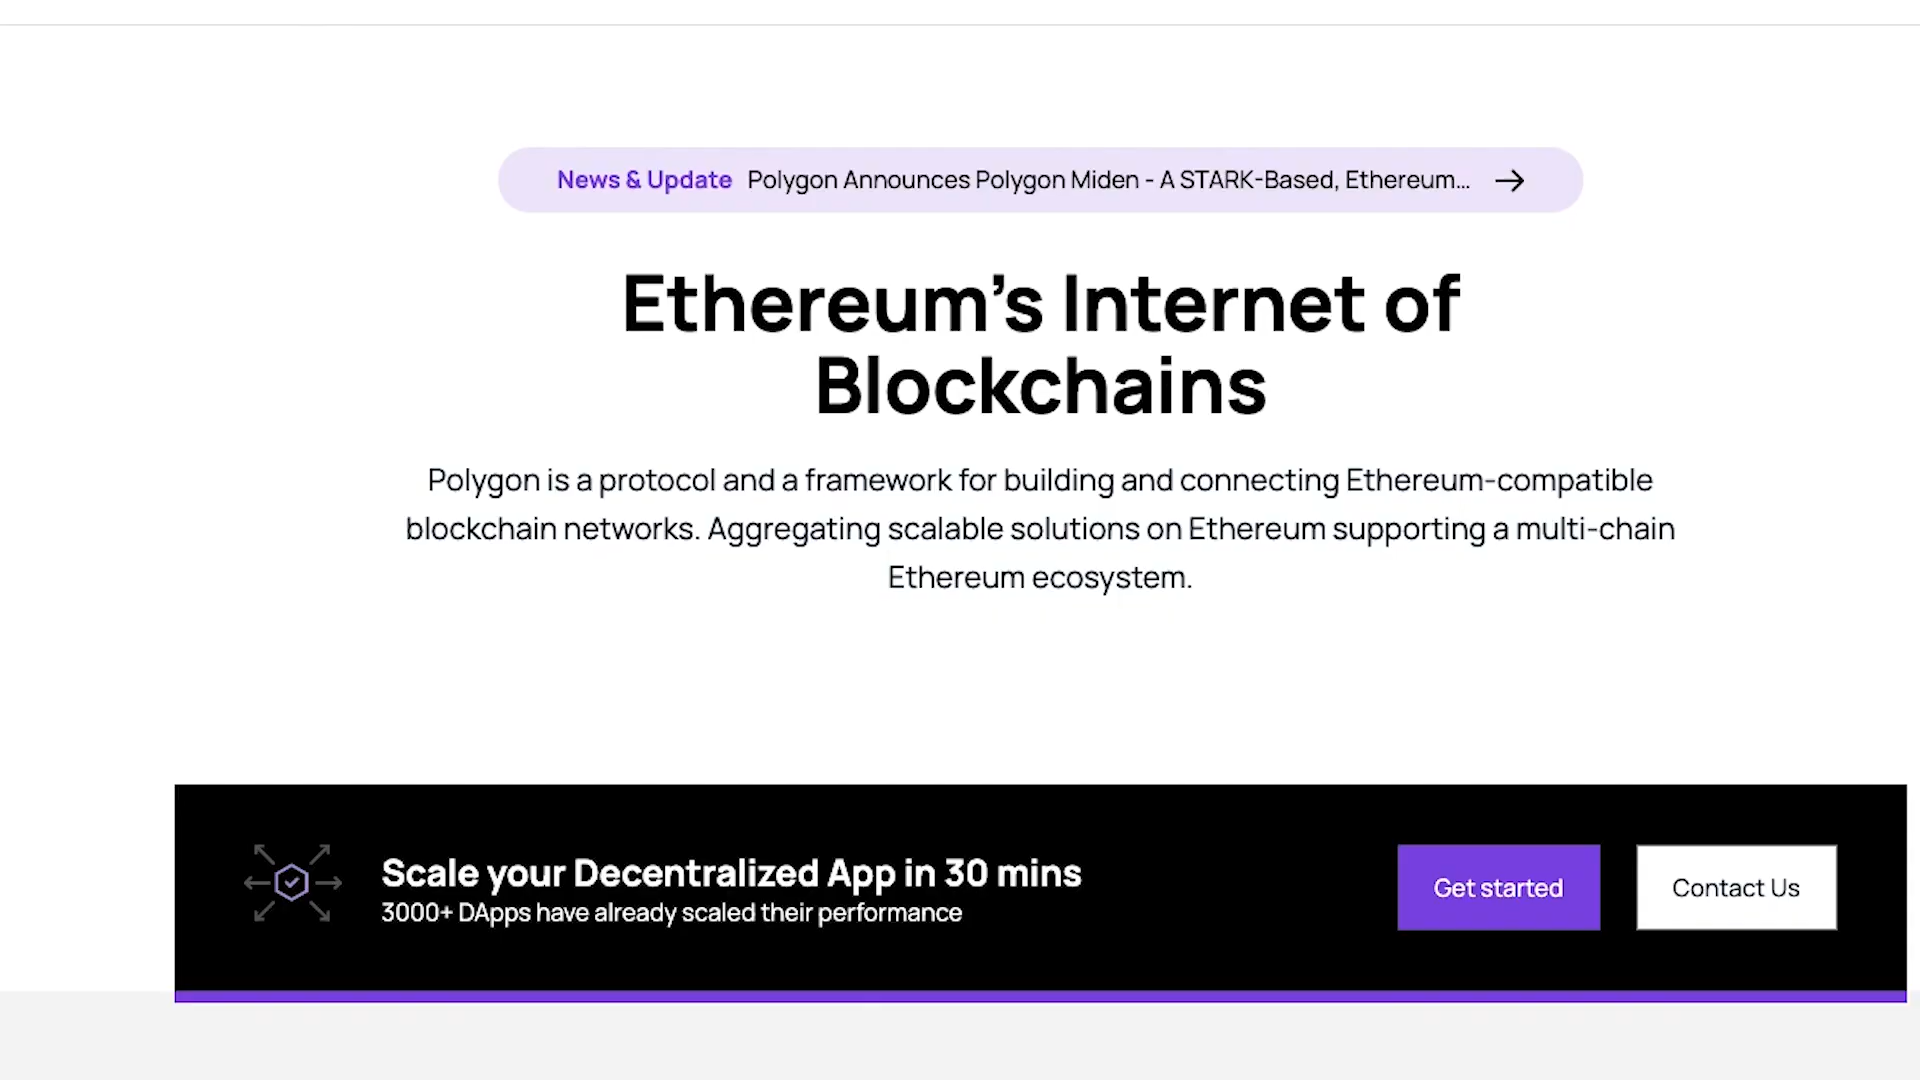 News & Update Polygon Announces Polygon Miden - A STARK-Based, Ethereum...
Ethereum’s Internet of
Blockchains
Polygon is a protocol and a framework for building and connecting Ethereum-compatible
blockchain networks. Aggregating scalable solutions on Ethereum supporting a multi-chain
Ethereum ecosystem.
Scale your Decentralized App in 30 mins
3000+ DApps have already scaled their performance
Get started
Contact Us